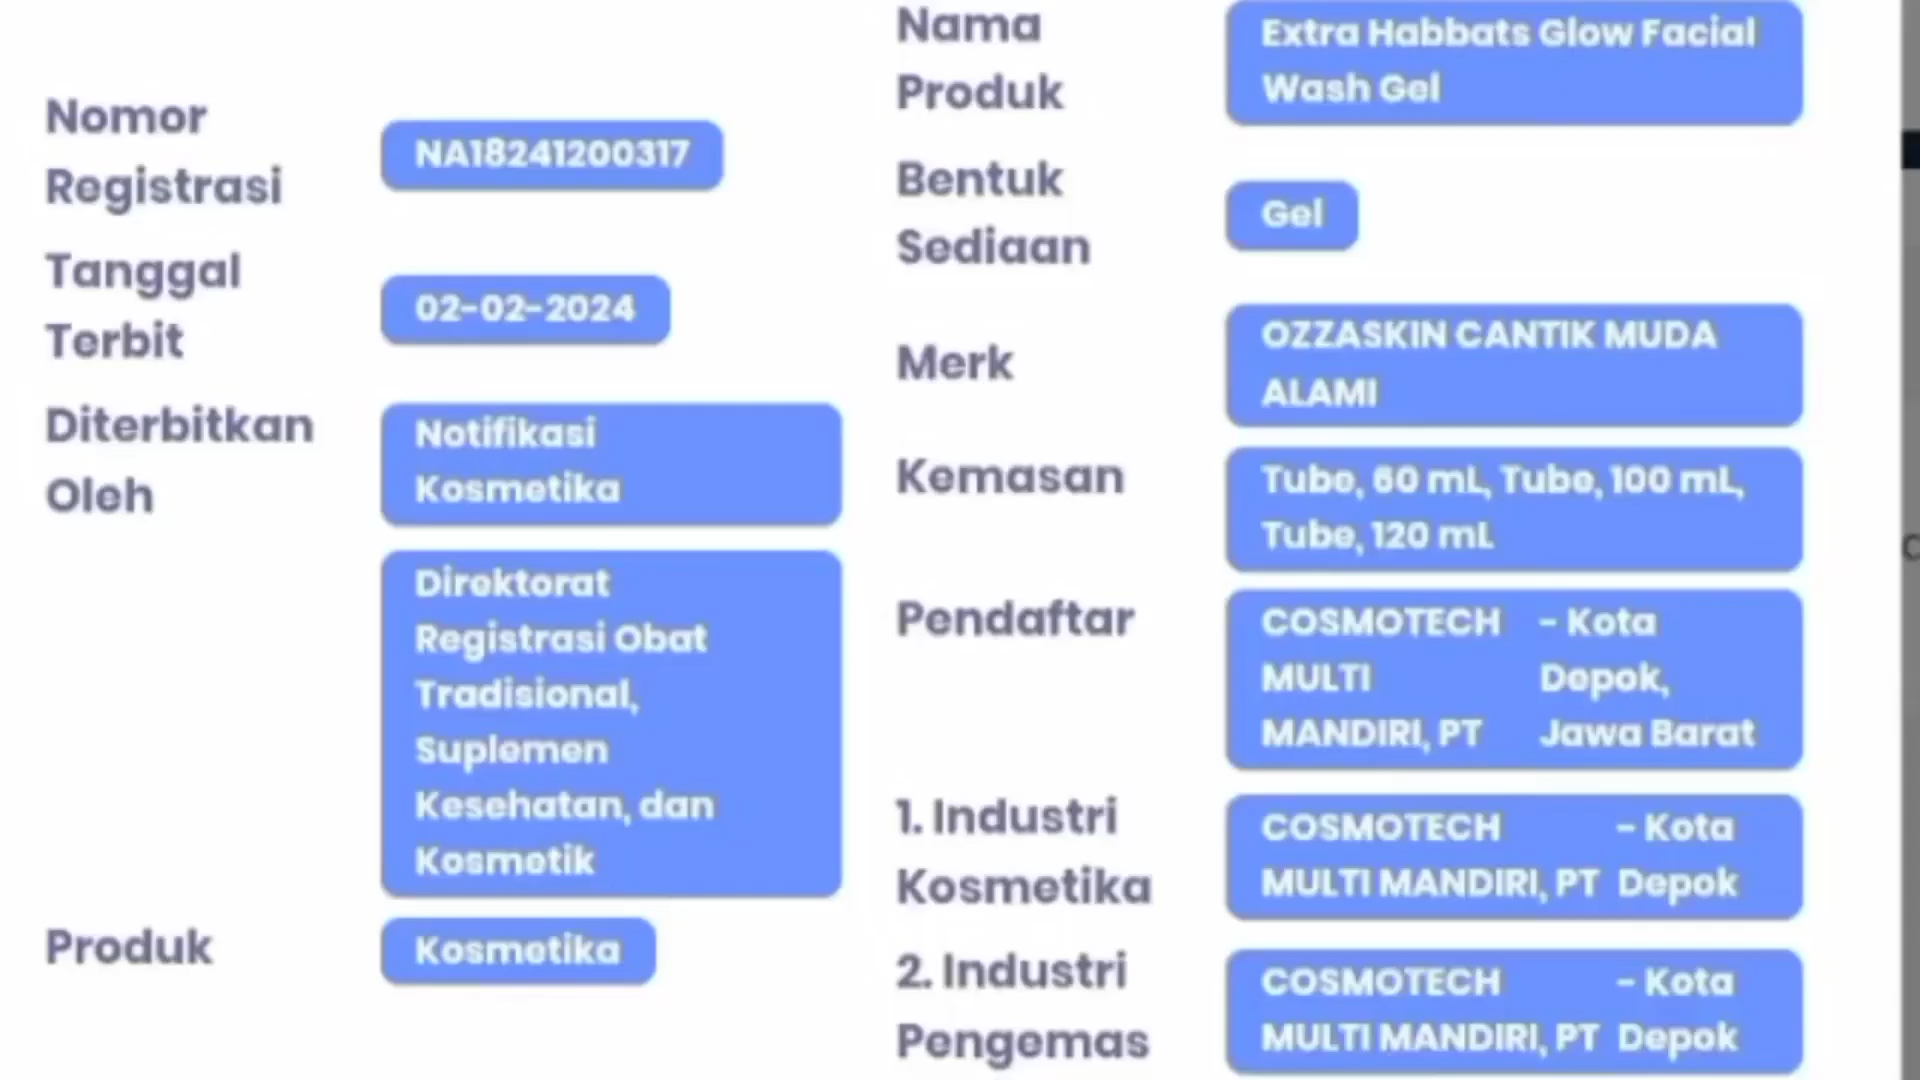 Nomor
Registrasi
NA18241200317
Tanggal
Terbit
02-02-2024
Diterbitkan
Oleh
Notifikasi
Kosmetika
Direktorat
Registrasi Obat
Tradisional,
Suplemen
Kesehatan, dan
Kosmetik
Produk
Kosmetika
Nama
Produk
Extra Habbats Glow Facial
Wash Gel
Bentuk
Sediaan
Gel
Merk
OZZASKIN CANTIK MUDA
ALAMI
Kemasan
Tube, 60 mL, Tube, 100 mL,
Tube, 120 mL
Pendaftar
COSMOTECH - Kota
MULTI Depok,
MANDIRI, PT Jawa Barat
1. Industri
Kosmetika
COSMOTECH - Kota
MULTI MANDIRI, PT Depok
2. Industri
Pengemas
COSMOTECH - Kota
MULTI MANDIRI, PT Depok